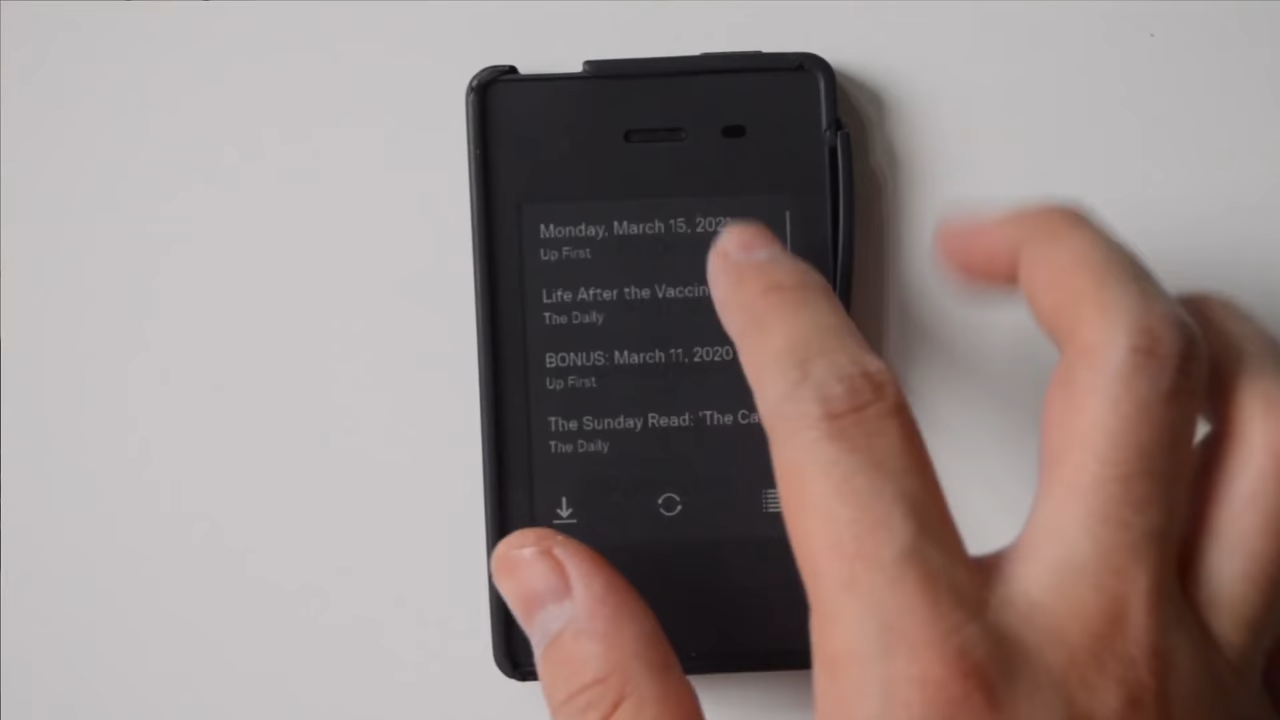 Monday, March 15, 2021
Up First
Life After the Vaccin
The Daily
BONUS: March 11, 2020
Up First
The Sunday Read: 'The Ca
The Daily